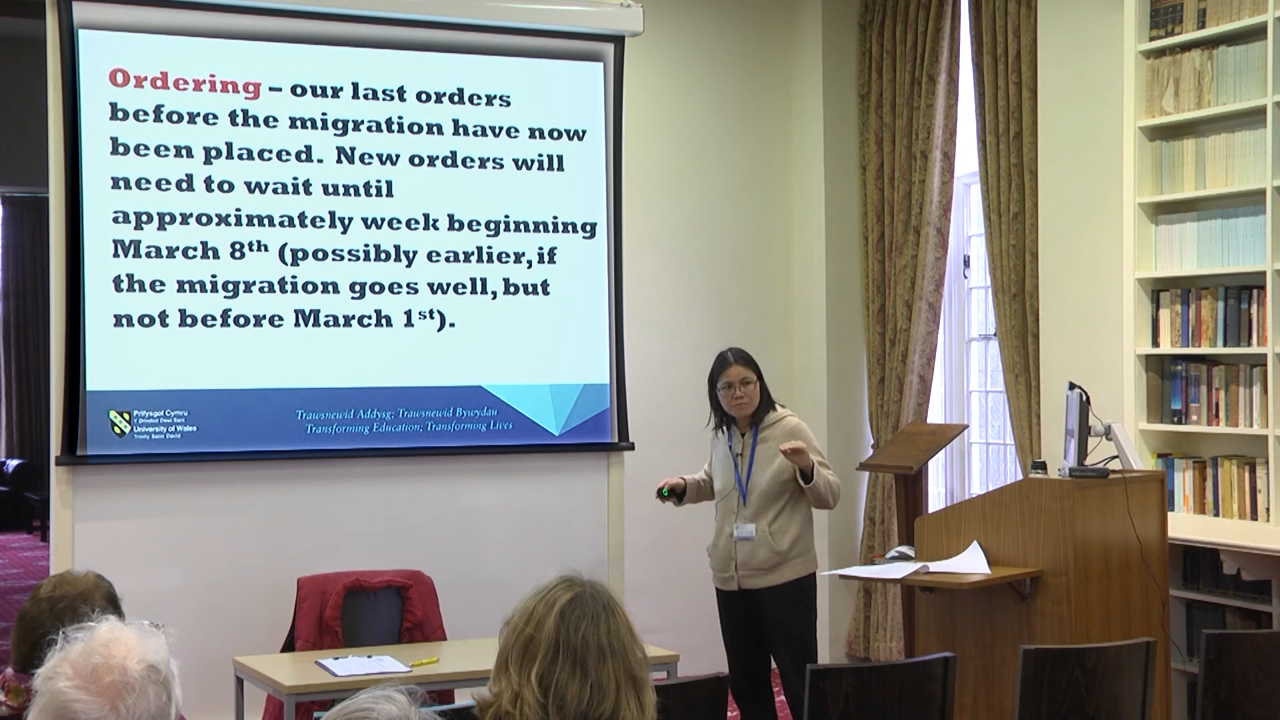 Ordering – our last orders
before the migration have now
been placed. New orders will
need to wait until
approximately week beginning
March 8th (possibly earlier, if
the migration goes well, but
not before March 1st).
Prifysgol Cymru
Y Drindod Dewi Sant
University of Wales
Trinity Saint David
Trawsnewid Addysg; Trawsnewid Bywydau
Transforming Education; Transforming Lives